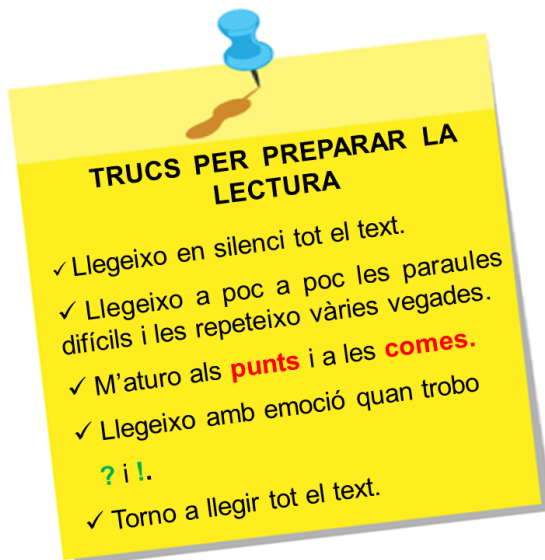 TRUCS PER PREPARAR LA
LECTURA
✓ Llegeixo en silenci tot el text.
✓ Llegeixo a poc a poc les paraules
difícils i les repeteixo vàries vegades.
✓ M’aturo als punts i a les comes.
✓ Llegeixo amb emoció quan trobo
? i !.
✓ Torno a llegir tot el text.